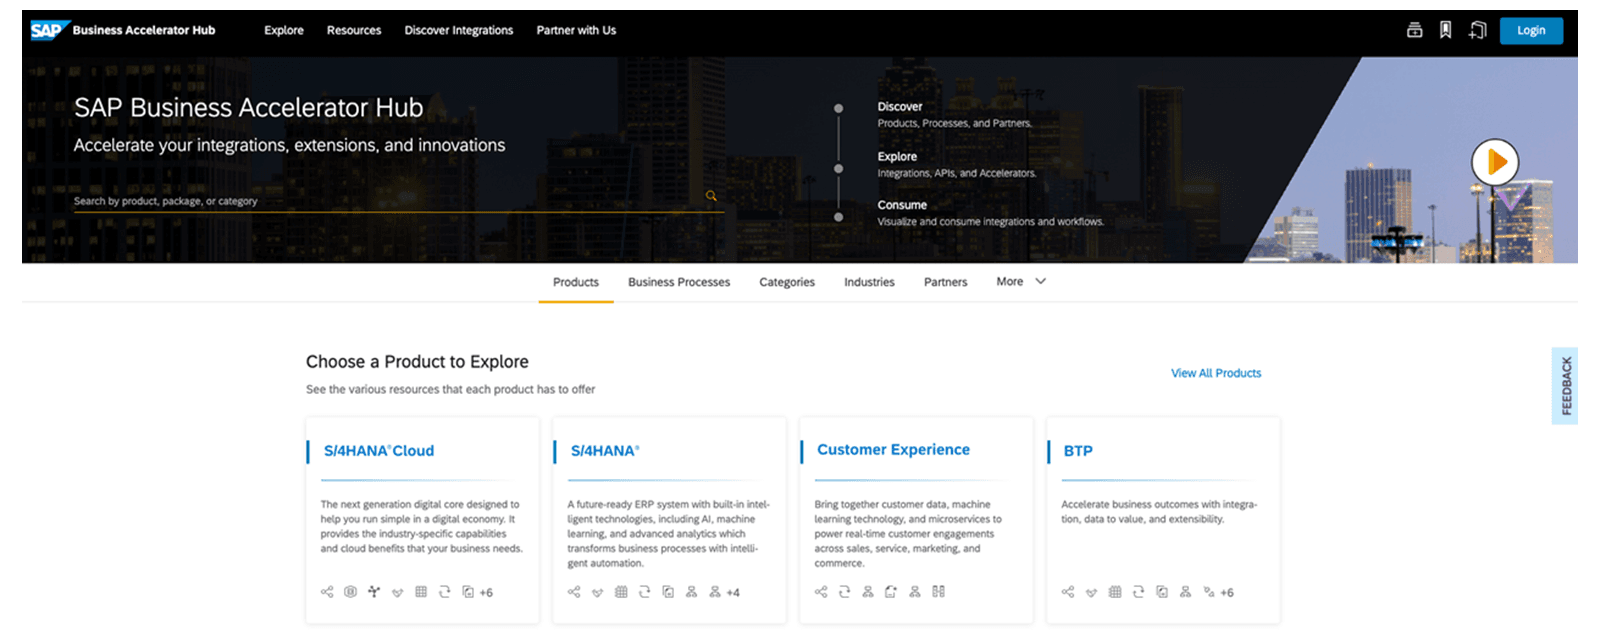 SAP Business Accelerator Hub Explore Resources Discover Integrations Partner with Us Login
SAP Business Accelerator Hub
Accelerate your integrations, extensions, and innovations
Search by product, package, or category
Discover
Products, Processes, and Partners.
Explore
Integrations, APIs, and Accelerators.
Consume
Visualize and consume integrations and workflows.
Products Business Processes Categories Industries Partners More
Choose a Product to Explore
See the various resources that each product has to offer
View All Products
FEEDBACK
S/4HANA® Cloud
The next generation digital core designed to
help you run simple in a digital economy. It
provides the industry-specific capabilities
and cloud benefits that your business needs.
+6
S/4HANA®
A future-ready ERP system with built-in intel-
ligent technologies, including AI, machine
learning, and advanced analytics which
transforms business processes with intelli-
gent automation.
+4
Customer Experience
Bring together customer data, machine
learning technology, and microservices to
power real-time customer engagements
across sales, service, marketing, and
commerce.
BTP
Accelerate business outcomes with integra-
tion, data to value, and extensibility.
+6